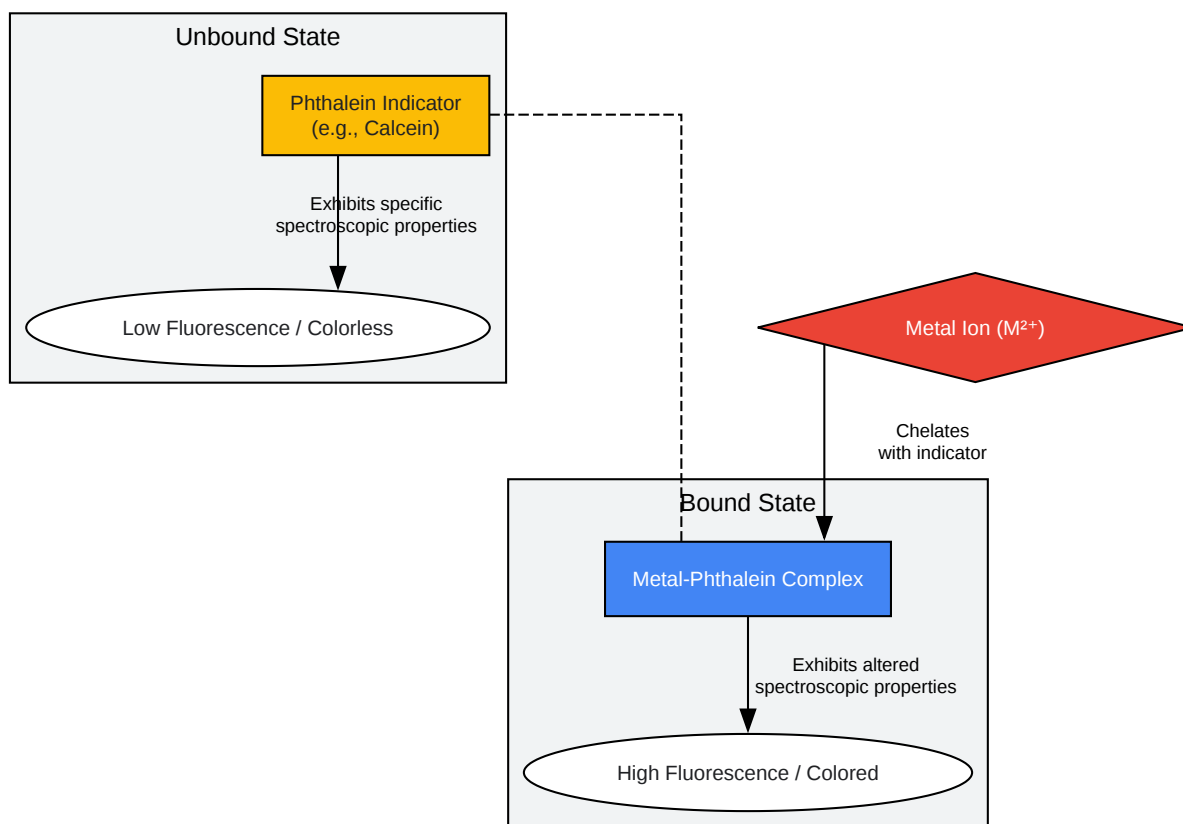 Unbound State
Phthalein Indicator
(e.g., Calcein)
Exhibits specific
spectroscopic properties
Low Fluorescence / Colorless
Metal Ion (M²⁺)
Chelates
with indicator
Bound State
Metal-Phthalein Complex
Exhibits altered
spectroscopic properties
High Fluorescence / Colored